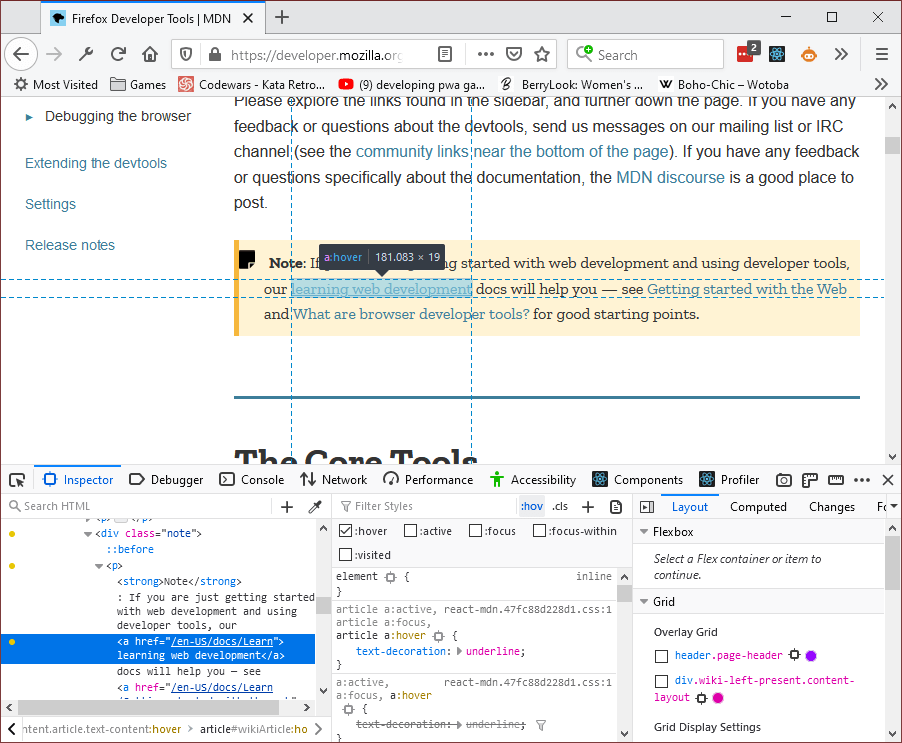 Firefox Developer Tools | MDN
https://developer.mozilla.org
Search
2
Most Visited
Games
Codewars - Kata Retro...
(9) developing pwa ga...
BerryLook: Women's ...
Boho-Chic – Wotoba
Debugging the browser
Extending the devtools
Settings
Release notes
Please explore the links found in the sidebar, and further down the page. If you have any
feedback or questions about the devtools, send us messages on our mailing list or IRC
channel (see the community links near the bottom of the page). If you have any feedback
or questions specifically about the documentation, the MDN discourse is a good place to
post.
a:hover 181.083 × 19
Note: If started with web development and using developer tools,
our learning web development docs will help you — see Getting started with the Web
and What are browser developer tools? for good starting points.
The Core Tools
Inspector
Debugger
Console
Network
Performance
Accessibility
Components
Profiler
Search HTML
<div class="note">
::before
<p>
<strong>Note</strong>
: If you are just getting started
with web development and using
developer tools, our
<a href="/en-US/docs/Learn">
learning web development</a>
docs will help you — see
<a href="/en-US/docs/Learn
ntent.article.text-content:hover
article#wikiArticle:ho
Filter Styles
:hov
.cls
:hover
:active
:focus
:focus-within
:visited
element {
inline
}
article a:active,
react-mdn.47fc88d228d1.css:1
article a:focus,
article a:hover {
text-decoration: underline;
}
a:active,
react-mdn.47fc88d228d1.css:1
a:focus, a:hover
{
text-decoration: underline;
}
Layout
Computed
Changes
Flexbox
Select a Flex container or item to
continue.
Grid
Overlay Grid
header.page-header
div.wiki-left-present.content-
layout
Grid Display Settings